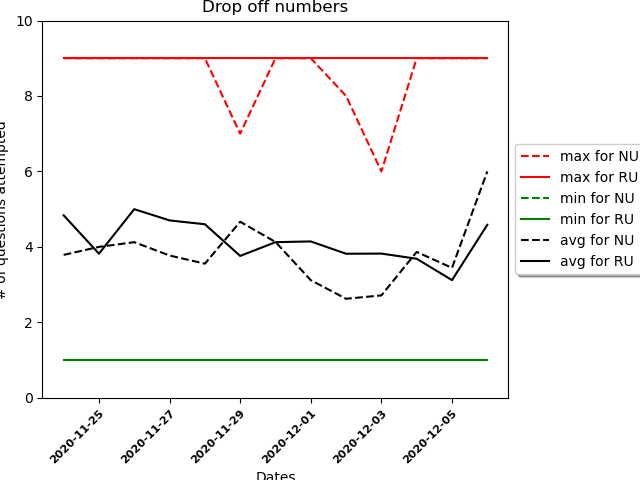 Drop off numbers
# of questions attempted
10
8
6
4
2
0
2020-11-25
2020-11-27
2020-11-29
2020-12-01
2020-12-03
2020-12-05
Dates
max for NU
max for RU
min for NU
min for RU
avg for NU
avg for RU